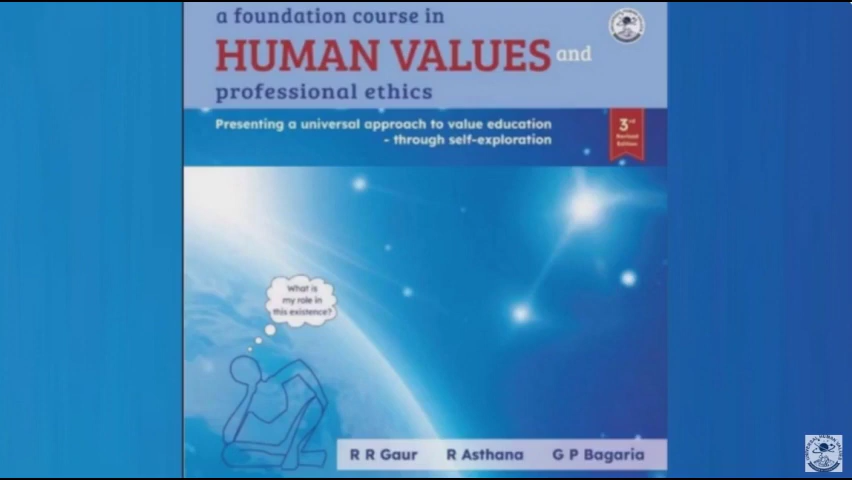 a foundation course in
HUMAN VALUES and
professional ethics
Presenting a universal approach to value education
- through self-exploration
3rd
Revised
Edition
What is
my role in
this existence?
R R Gaur R Asthana G P Bagaria